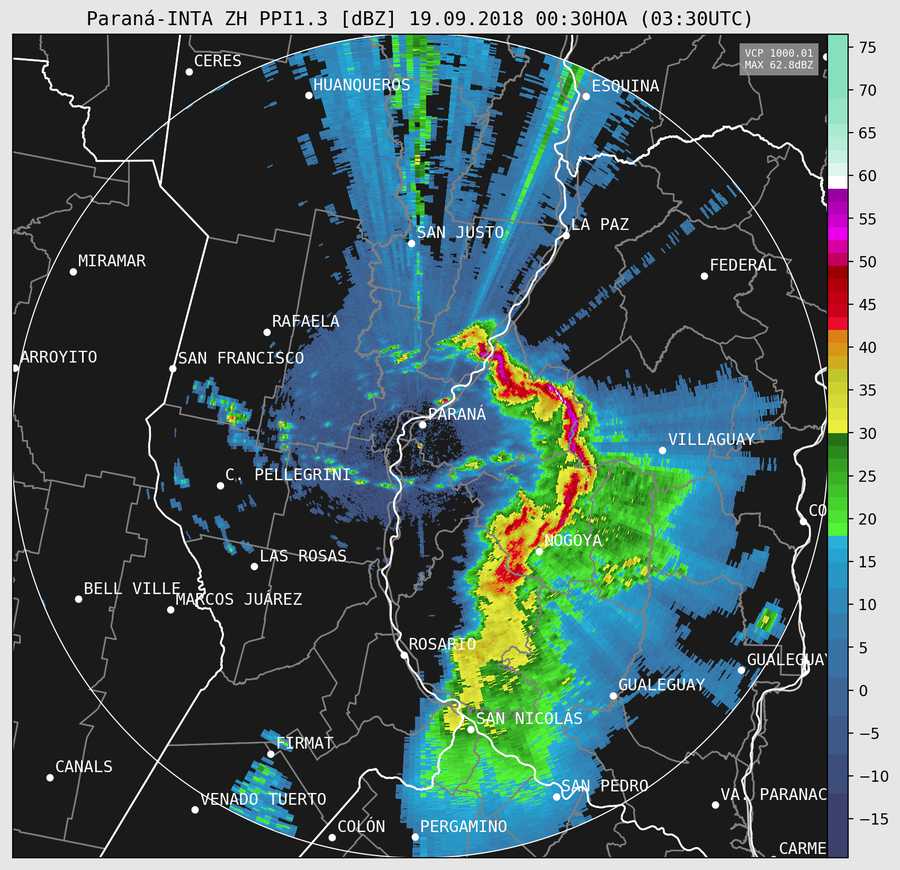 Paraná-INTA ZH PPI1.3 [dBZ] 19.09.2018 00:30HOA (03:30UTC)
VCP 1000.01
MAX 62.8dBZ
CERES
HUANQUEROS
ESQUINA
SAN JUSTO
LA PAZ
MIRAMAR
FEDERAL
RAFAELA
ARROYITO
SAN FRANCISCO
PARANÁ
VILLAGUAY
C. PELLEGRINI
CO
NOGOYA
LAS ROSAS
BELL VILLE
MARCOS JUÁREZ
ROSARIO
GUALEGUAY
GUALEGUAY
SAN NICOLÁS
FIRMAT
CANALS
SAN PEDRO
VENADO TUERTO
VA. PARANAC
COLÓN
PERGAMINO
CARME
75
70
65
60
55
50
45
40
35
30
25
20
15
10
5
0
−5
−10
−15